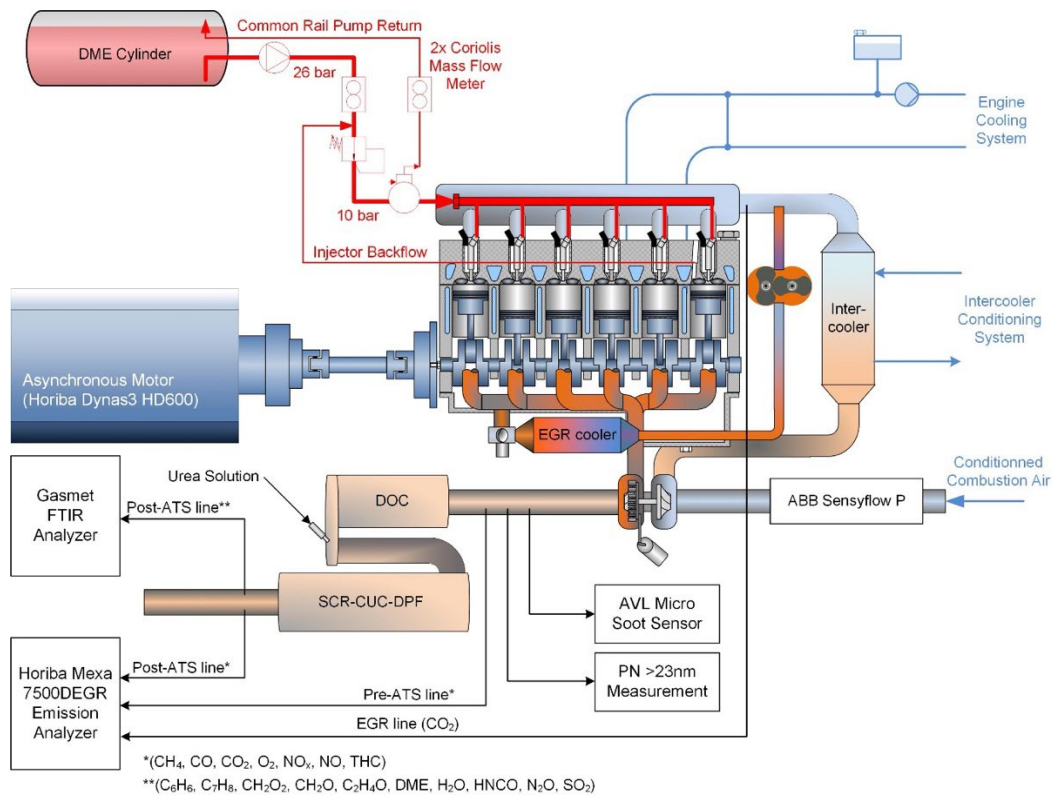 Common Rail Pump Return
DME Cylinder
2x Coriolis
Mass Flow
Meter
26 bar
Engine
Cooling
System
10 bar
Injector Backflow
Inter-
cooler
Intercooler
Conditioning
System
Asynchronous Motor
(Horiba Dynas3 HD600)
EGR cooler
Urea Solution
Conditionned
Combustion Air
Gasmet
FTIR
Analyzer
Post-ATS line**
DOC
ABB Sensyflow P
SCR-CUC-DPF
AVL Micro
Soot Sensor
Horiba Mexa
7500DEGR
Emission
Analyzer
Post-ATS line*
Pre-ATS line*
PN >23nm
Measurement
EGR line (CO₂)
*(CH₄, CO, CO₂, O₂, NOₓ, NO, THC)
**(C₆H₆, C₇H₈, CH₂O₂, CH₂O, C₂H₄O, DME, H₂O, HNCO, N₂O, SO₂)